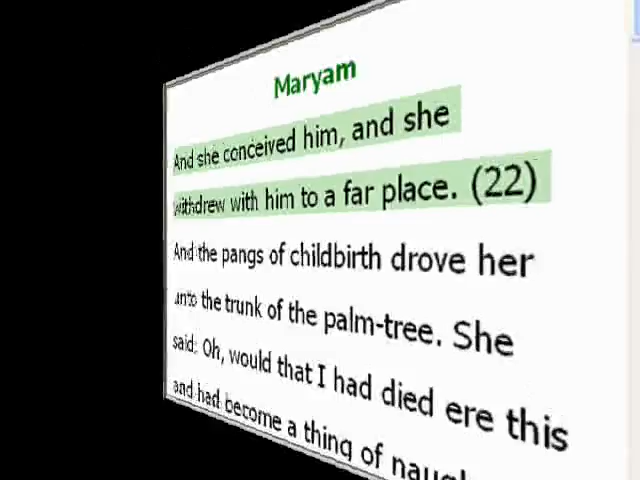 Maryam
And she conceived him, and she
withdrew with him to a far place. (22)
And the pangs of childbirth drove her
unto the trunk of the palm-tree. She
said: Oh, would that I had died ere this
and had become a thing of